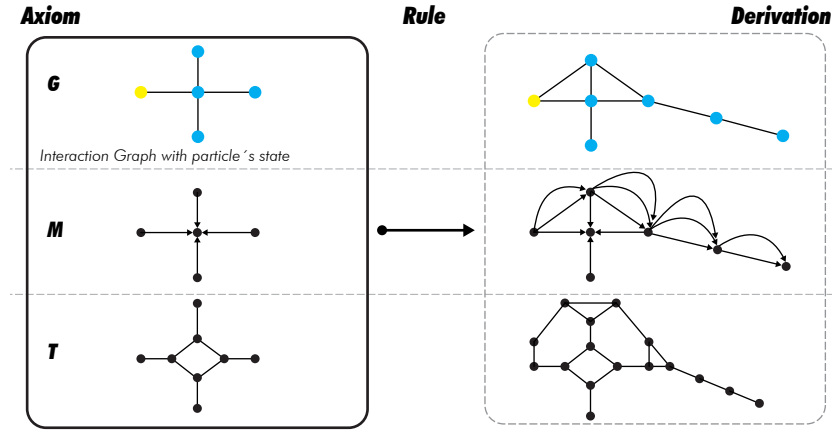 Axiom Rule Derivation
G
Interaction Graph with particle´s state
M
T